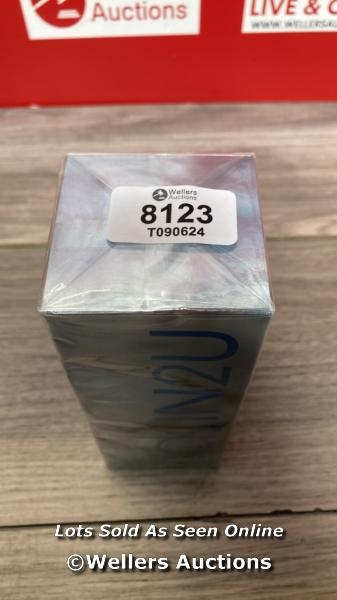 Auctions
LIVE & O
WWW.WELLERSAU
Wellers
Auctions
8123
T090624
IN2U
Lots Sold As Seen Online
©Wellers Auctions